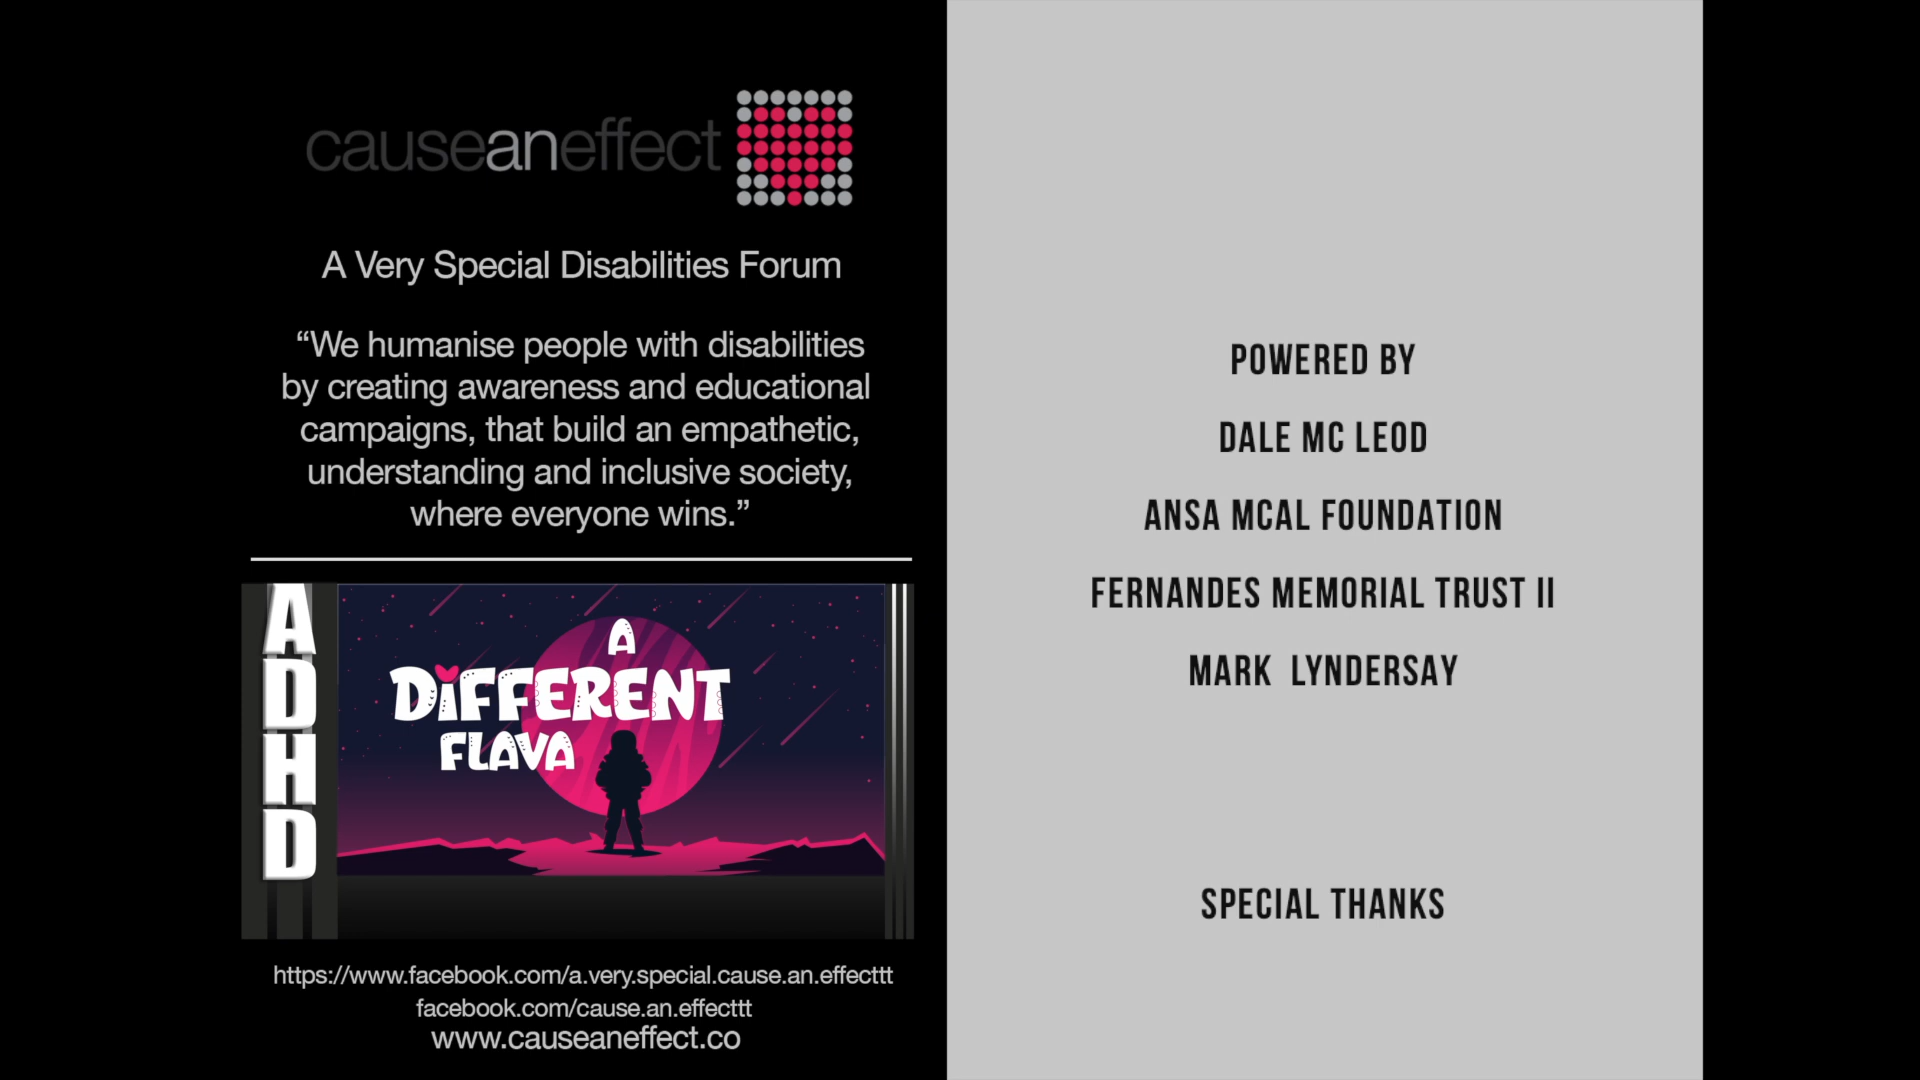 causeaneffect
A Very Special Disabilities Forum
“We humanise people with disabilities
by creating awareness and educational
campaigns, that build an empathetic,
understanding and inclusive society,
where everyone wins.”
ADHD
A
DiFFERENT
FLAVA
https://www.facebook.com/a.very.special.cause.an.effecttt
facebook.com/cause.an.effecttt
www.causeaneffect.co
POWERED BY
DALE MC LEOD
ANSA MCAL FOUNDATION
FERNANDES MEMORIAL TRUST II
MARK LYNDERSAY
SPECIAL THANKS